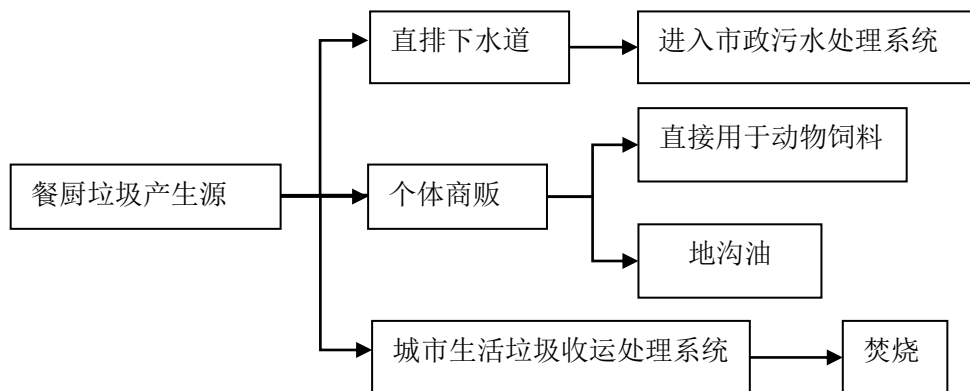 直排下水道
进入市政污水处理系统
直接用于动物饲料
餐厨垃圾产生源
个体商贩
地沟油
城市生活垃圾收运处理系统
焚烧